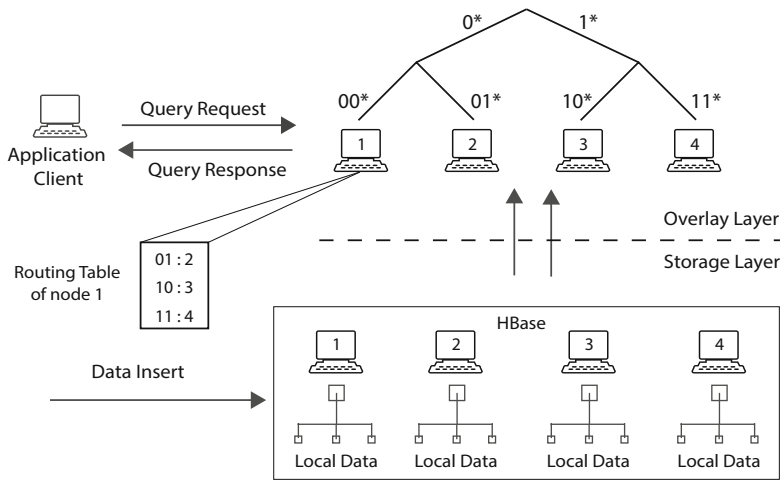 0*
1*
00*
01*
10*
11*
Query Request
1
2
3
4
Application
Client
Query Response
Overlay Layer
Storage Layer
Routing Table
of node 1
01 : 2
10 : 3
11 : 4
HBase
1
2
3
4
Data Insert
Local Data
Local Data
Local Data
Local Data